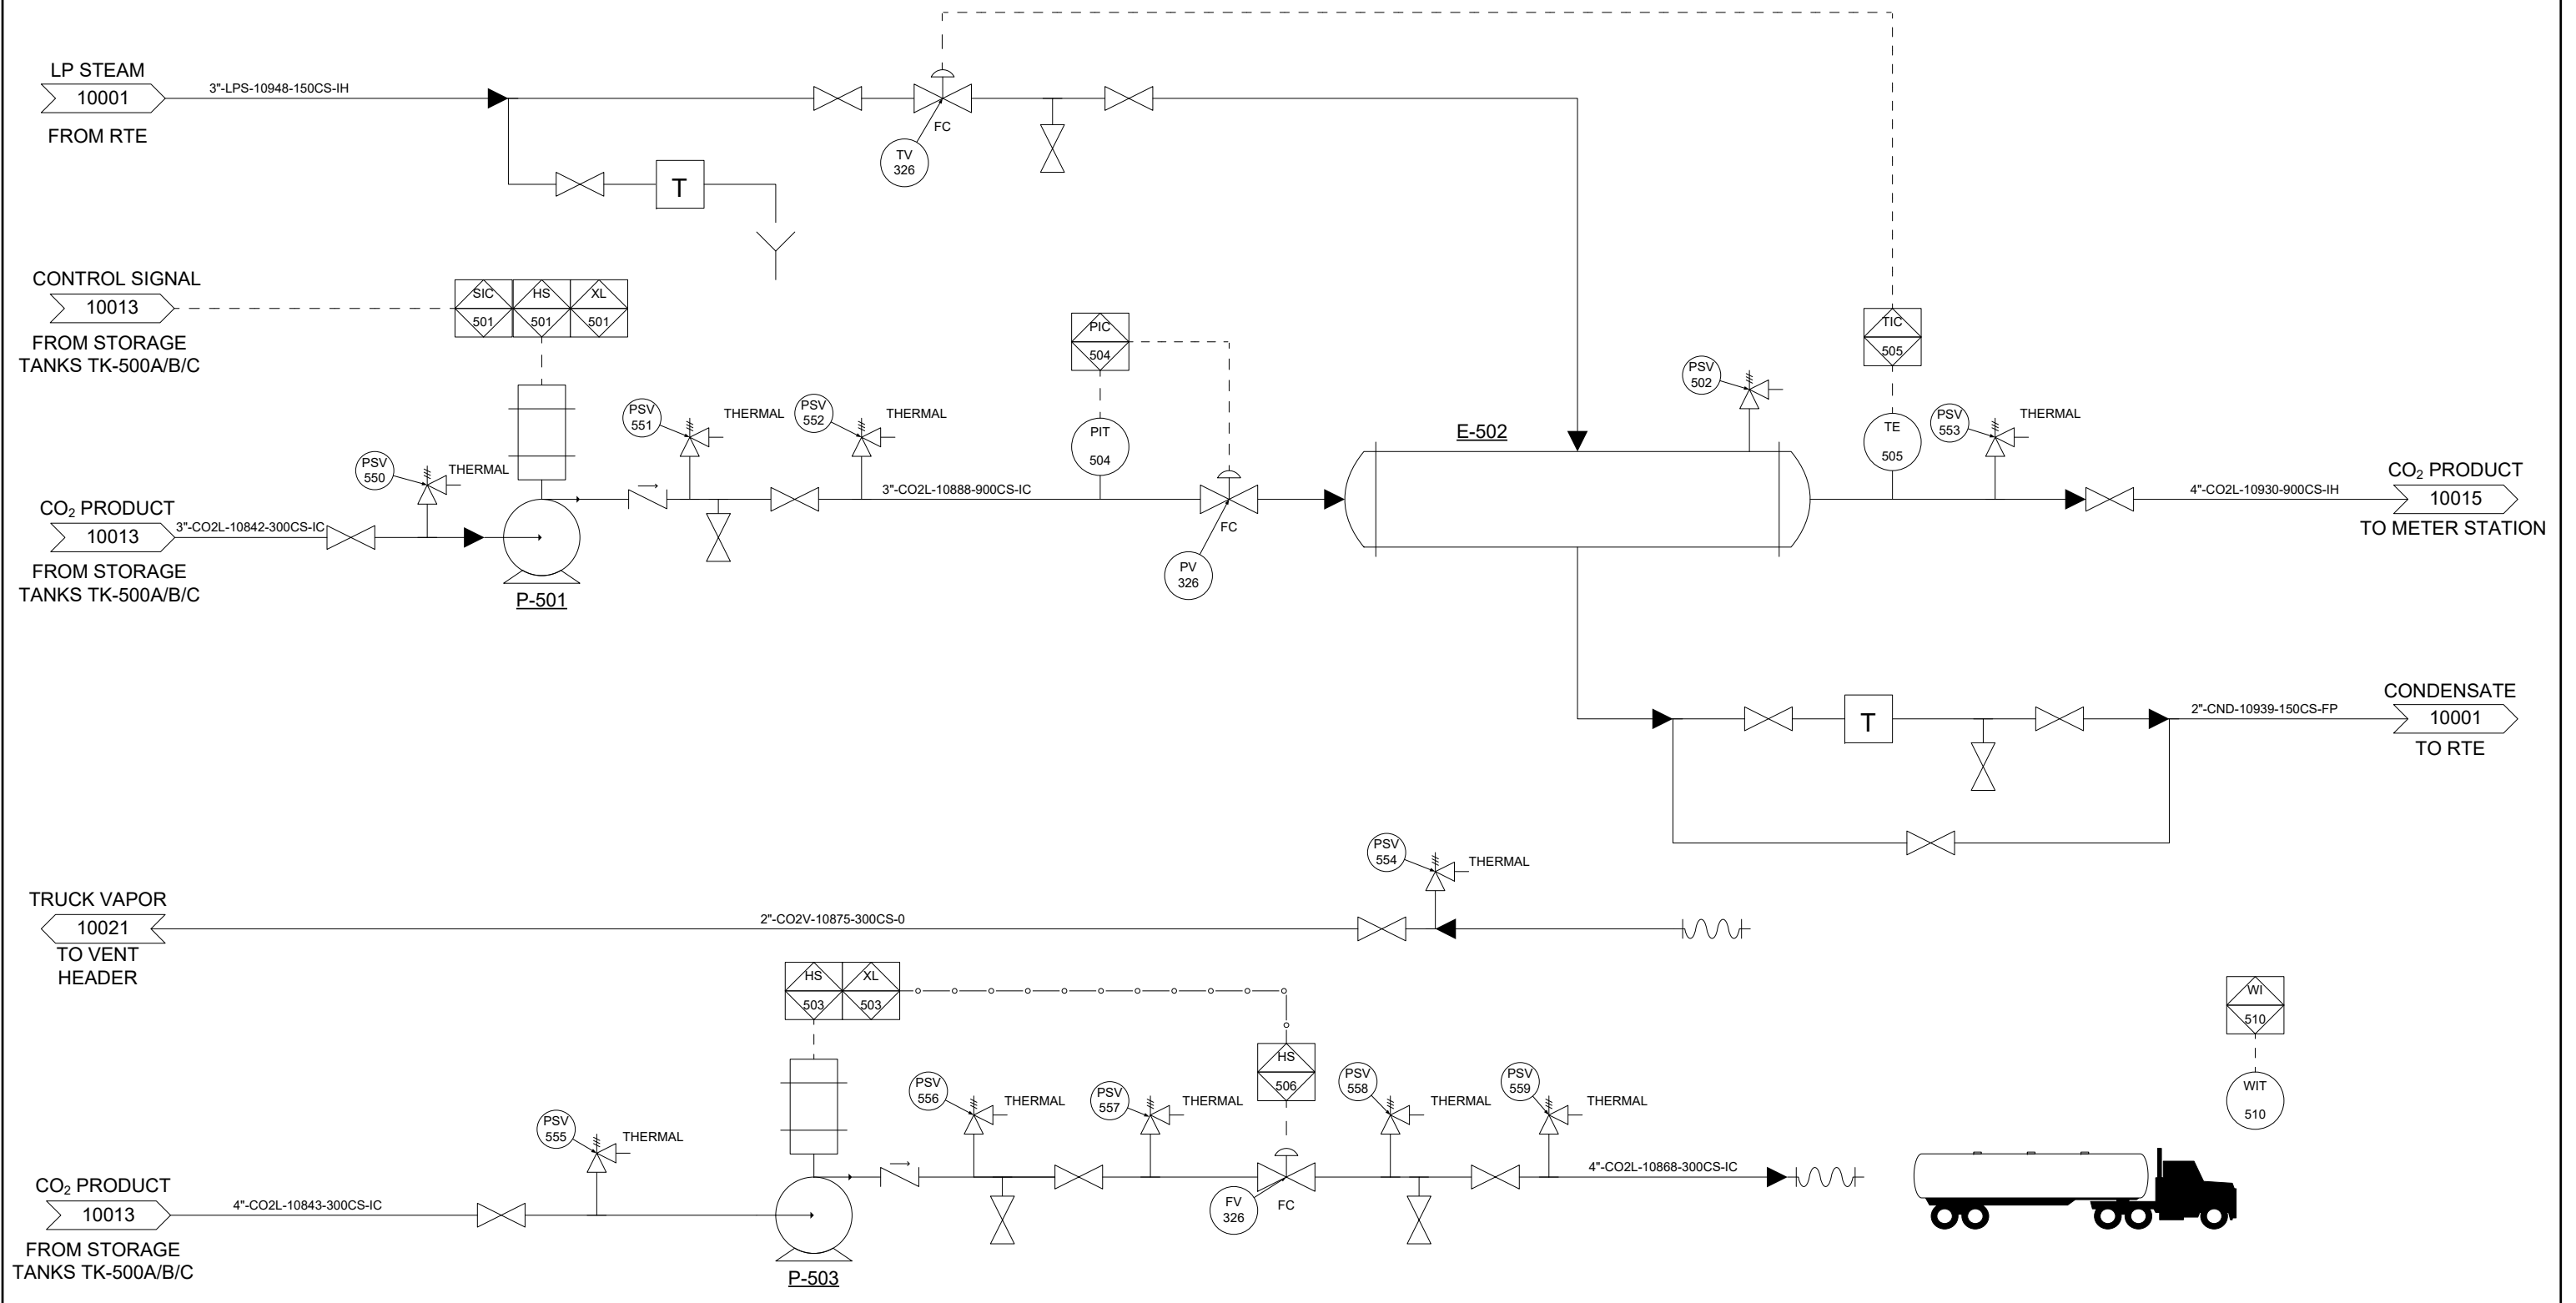 LP STEAM
10001
FROM RTE
3"-LPS-10948-150CS-IH
FC
TV
326
T
CONTROL SIGNAL
10013
FROM STORAGE
TANKS TK-500A/B/C
SIC
501
HS
501
XL
501
PIC
504
PIT
504
TIC
505
TE
505
PSV
502
PSV
553
THERMAL
PSV
551
THERMAL
PSV
552
THERMAL
PSV
550
THERMAL
E-502
CO₂ PRODUCT
10013
FROM STORAGE
TANKS TK-500A/B/C
3"-CO2L-10842-300CS-IC
P-501
3"-CO2L-10888-900CS-IC
FC
PV
326
4"-CO2L-10930-900CS-IH
CO₂ PRODUCT
10015
TO METER STATION
T
2"-CND-10939-150CS-FP
CONDENSATE
10001
TO RTE
TRUCK VAPOR
10021
TO VENT
HEADER
2"-CO2V-10875-300CS-0
PSV
554
THERMAL
HS
503
XL
503
HS
506
WI
510
WIT
510
PSV
555
THERMAL
PSV
556
THERMAL
PSV
557
THERMAL
PSV
558
THERMAL
PSV
559
THERMAL
CO₂ PRODUCT
10013
FROM STORAGE
TANKS TK-500A/B/C
4"-CO2L-10843-300CS-IC
P-503
FV
326
FC
4"-CO2L-10868-300CS-IC